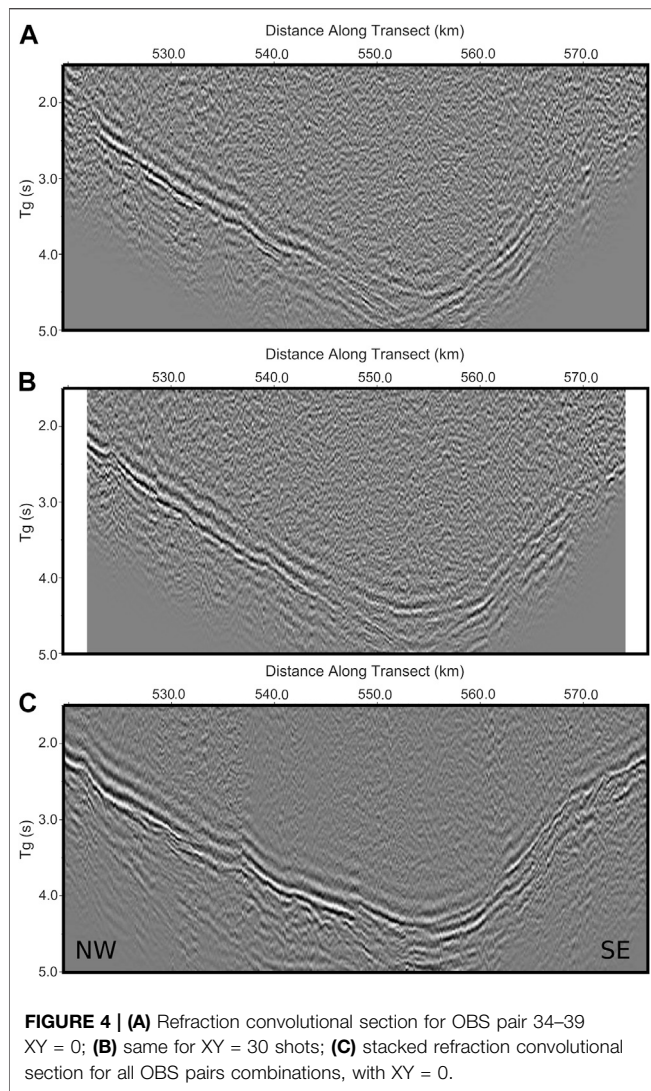 Distance Along Transect (km)
A
530.0 540.0 550.0 560.0 570.0
2.0
3.0
Tg (s)
4.0
5.0
Distance Along Transect (km)
B
530.0 540.0 550.0 560.0 570.0
2.0
3.0
Tg (s)
4.0
5.0
Distance Along Transect (km)
C
530.0 540.0 550.0 560.0 570.0
2.0
3.0
Tg (s)
4.0
NW SE
5.0
FIGURE 4 | (A) Refraction convolutional section for OBS pair 34–39
XY = 0; (B) same for XY = 30 shots; (C) stacked refraction convolutional
section for all OBS pairs combinations, with XY = 0.